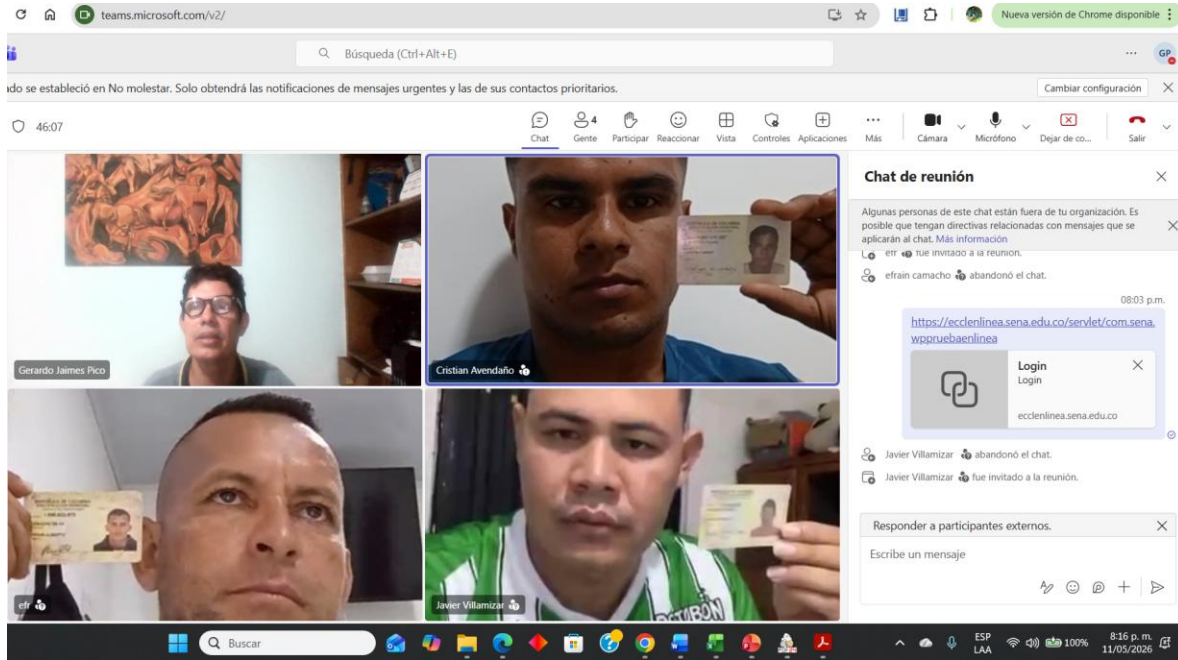 teams.microsoft.com/v2/
Nueva versión de Chrome disponible
Búsqueda (Ctrl+Alt+E)
GP
do se estableció en No molestar. Solo obtendrá las notificaciones de mensajes urgentes y las de sus contactos prioritarios.
Cambiar configuración
46:07
Chat
4
Gente
Participar
Reaccionar
Vista
Controles
Aplicaciones
Más
Cámara
Micrófono
Dejar de co...
Salir
Gerardo Jaimes Pico
Cristian Avendaño
efr
REPÚBLICA DE COLOMBIA
Javier Villamizar
Chat de reunión
Algunas personas de este chat están fuera de tu organización. Es
posible que tengan directivas relacionadas con mensajes que se
aplicarán al chat. Más información
efr fue invitado a la reunión.
efrain camacho abandonó el chat.
08:03 p.m.
https://ecclenlinea.sena.edu.co/servlet/com.sena.
wppruebaenlinea
Login
Login
ecclenlinea.sena.edu.co
Javier Villamizar abandonó el chat.
Javier Villamizar fue invitado a la reunión.
Responder a participantes externos.
Escribe un mensaje
Buscar
ESP
LAA
100%
8:16 p. m.
11/05/2026